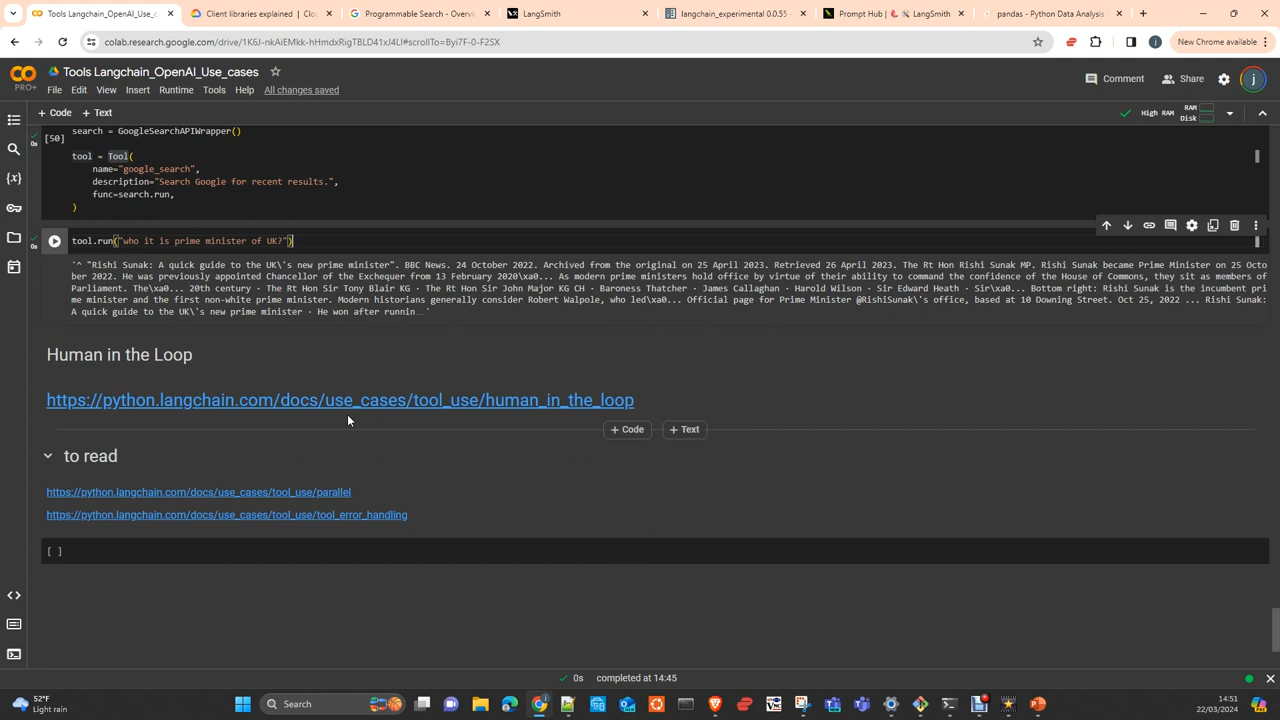 Tools Langchain_OpenAI_Use_c
Client libraries explained | Clou
Programmable Search - Overvie
LangSmith
langchain_experimental 0.0.55
Prompt Hub | 🦜🛠️ LangSmith
pandas - Python Data Analysis
colab.research.google.com/drive/1K6J-nkAiEMkk-hHmdxRigTBLD41xJ4LI#scrollTo=Byi7F-0-F2SX
New Chrome available
PRO+
Tools Langchain_OpenAI_Use_cases
Comment
Share
j
File Edit View Insert Runtime Tools Help All changes saved
+ Code + Text
High RAM
RAM
Disk
[50]
0s
search = GoogleSearchAPIWrapper()
tool = Tool(
name="google_search",
description="Search Google for recent results.",
func=search.run,
)
0s
tool.run("who it is prime minister of UK?")
'^ "Rishi Sunak: A quick guide to the UK\'s new prime minister". BBC News. 24 October 2022. Archived from the original on 25 April 2023. Retrieved 26 April 2023. The Rt Hon Rishi Sunak MP. Rishi Sunak became Prime Minister on 25 Octo
ber 2022. He was previously appointed Chancellor of the Exchequer from 13 February 2020\xa0... As modern prime ministers hold office by virtue of their ability to command the confidence of the House of Commons, they sit as members of
Parliament. The\xa0... 20th century · The Rt Hon Sir Tony Blair KG · The Rt Hon Sir John Major KG CH · Baroness Thatcher · James Callaghan · Harold Wilson · Sir Edward Heath · Sir\xa0... Bottom right: Rishi Sunak is the incumbent pri
me minister and the first non-white prime minister. Modern historians generally consider Robert Walpole, who led\xa0... Official page for Prime Minister @RishiSunak\'s office, based at 10 Downing Street. Oct 25, 2022 ... Rishi Sunak:
A quick guide to the UK\'s new prime minister · He won after runnin…'
Human in the Loop
https://python.langchain.com/docs/use_cases/tool_use/human_in_the_loop
+ Code + Text
to read
https://python.langchain.com/docs/use_cases/tool_use/parallel
https://python.langchain.com/docs/use_cases/tool_use/tool_error_handling
[ ]
0s completed at 14:45
52°F
Light rain
Search
14:51
22/03/2024